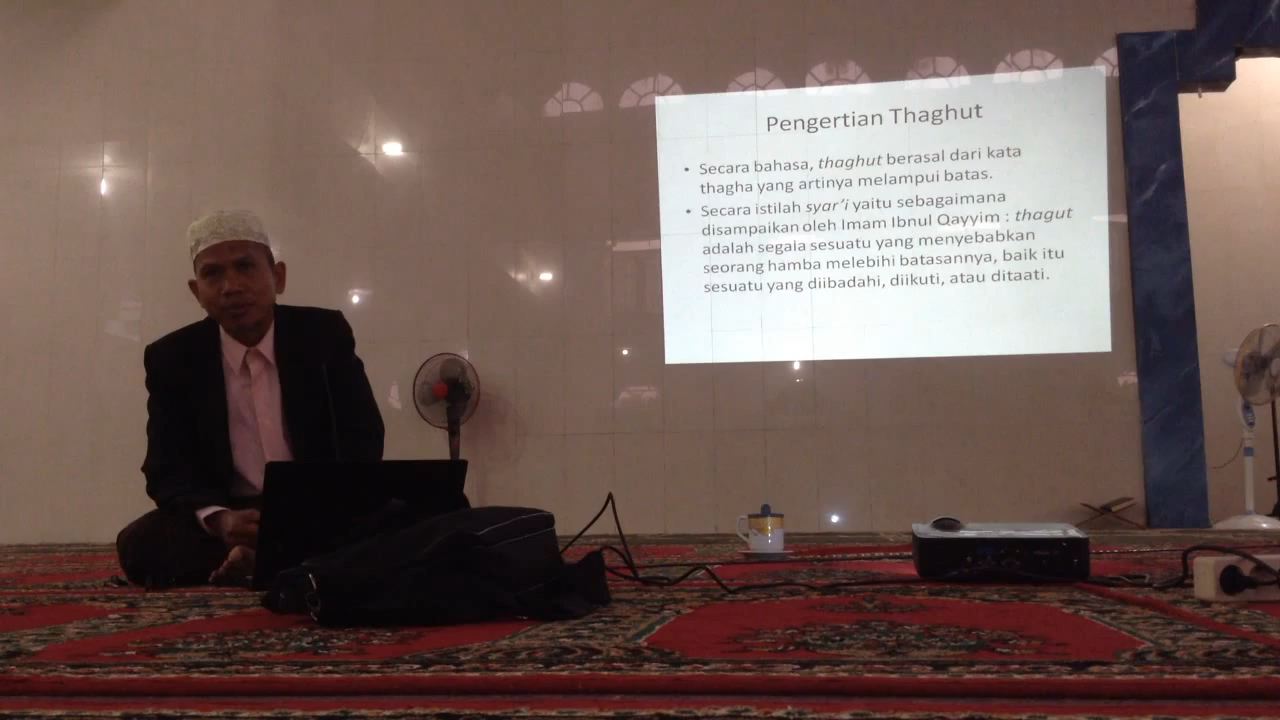 Pengertian Thaghut
• Secara bahasa, thaghut berasal dari kata
thagha yang artinya melampui batas.
• Secara istilah syar'i yaitu sebagaimana
disampaikan oleh Imam Ibnul Qayyim : thagut
adalah segala sesuatu yang menyebabkan
seorang hamba melebihi batasannya, baik itu
sesuatu yang diibadahi, diikuti, atau ditaati.